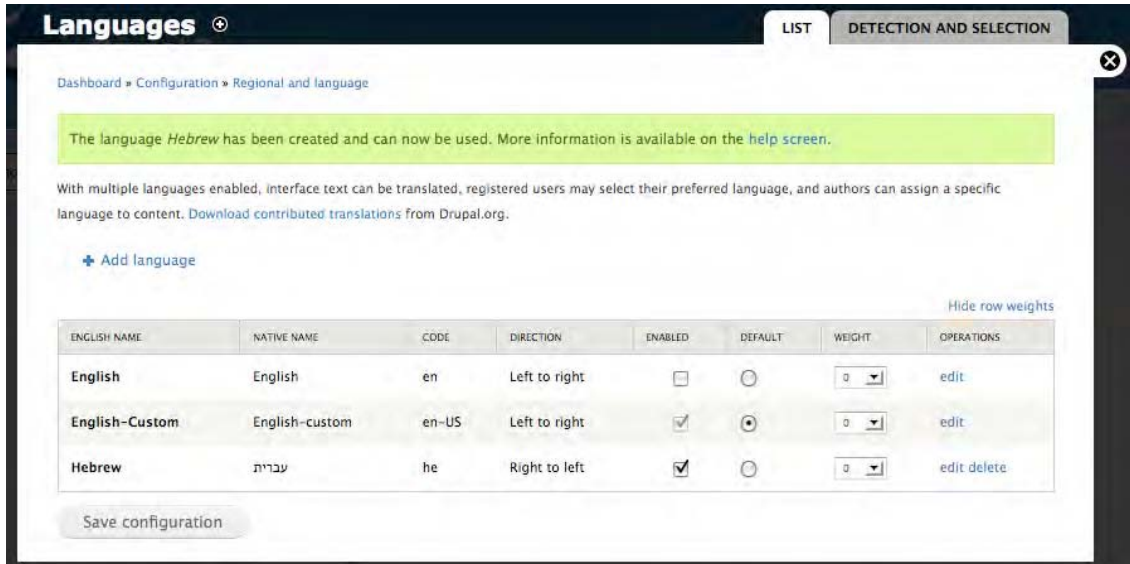 Languages
LIST
DETECTION AND SELECTION
Dashboard » Configuration » Regional and language
The language Hebrew has been created and can now be used. More information is available on the help screen.
With multiple languages enabled, interface text can be translated, registered users may select their preferred language, and authors can assign a specific
language to content. Download contributed translations from Drupal.org.
Add language
Hide row weights
ENGLISH NAME NATIVE NAME CODE DIRECTION ENABLED DEFAULT WEIGHT OPERATIONS
English English en Left to right 0 edit
English-Custom English-custom en-US Left to right 0 edit
Hebrew עברית he Right to left 0 edit delete
Save configuration